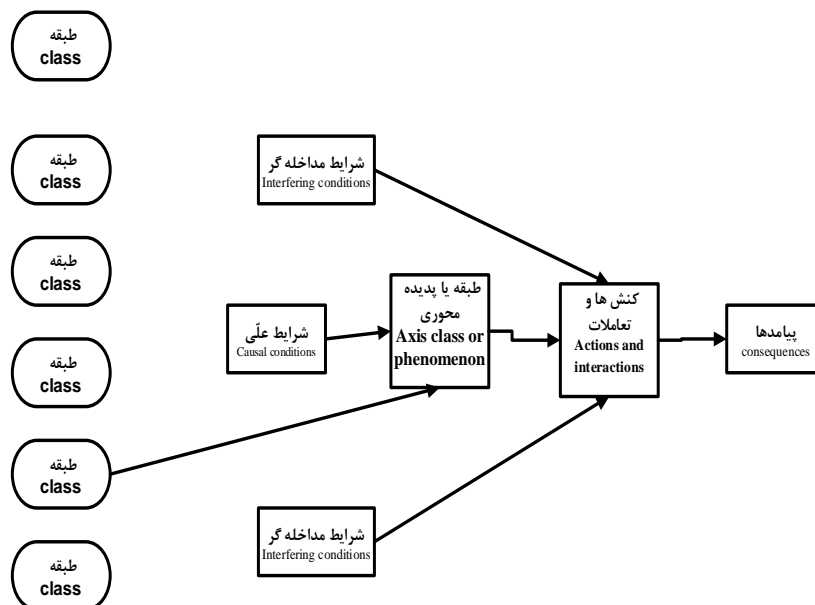 طبقه
class
طبقه
class
طبقه
class
طبقه
class
طبقه
class
طبقه
class
شرایط مداخله گر
Interfering conditions
شرایط علّی
Causal conditions
شرایط مداخله گر
Interfering conditions
طبقه یا پدیده
محوری
Axis class or
phenomenon
کنش ها و
تعاملات
Actions and
interactions
پیامدها
consequences